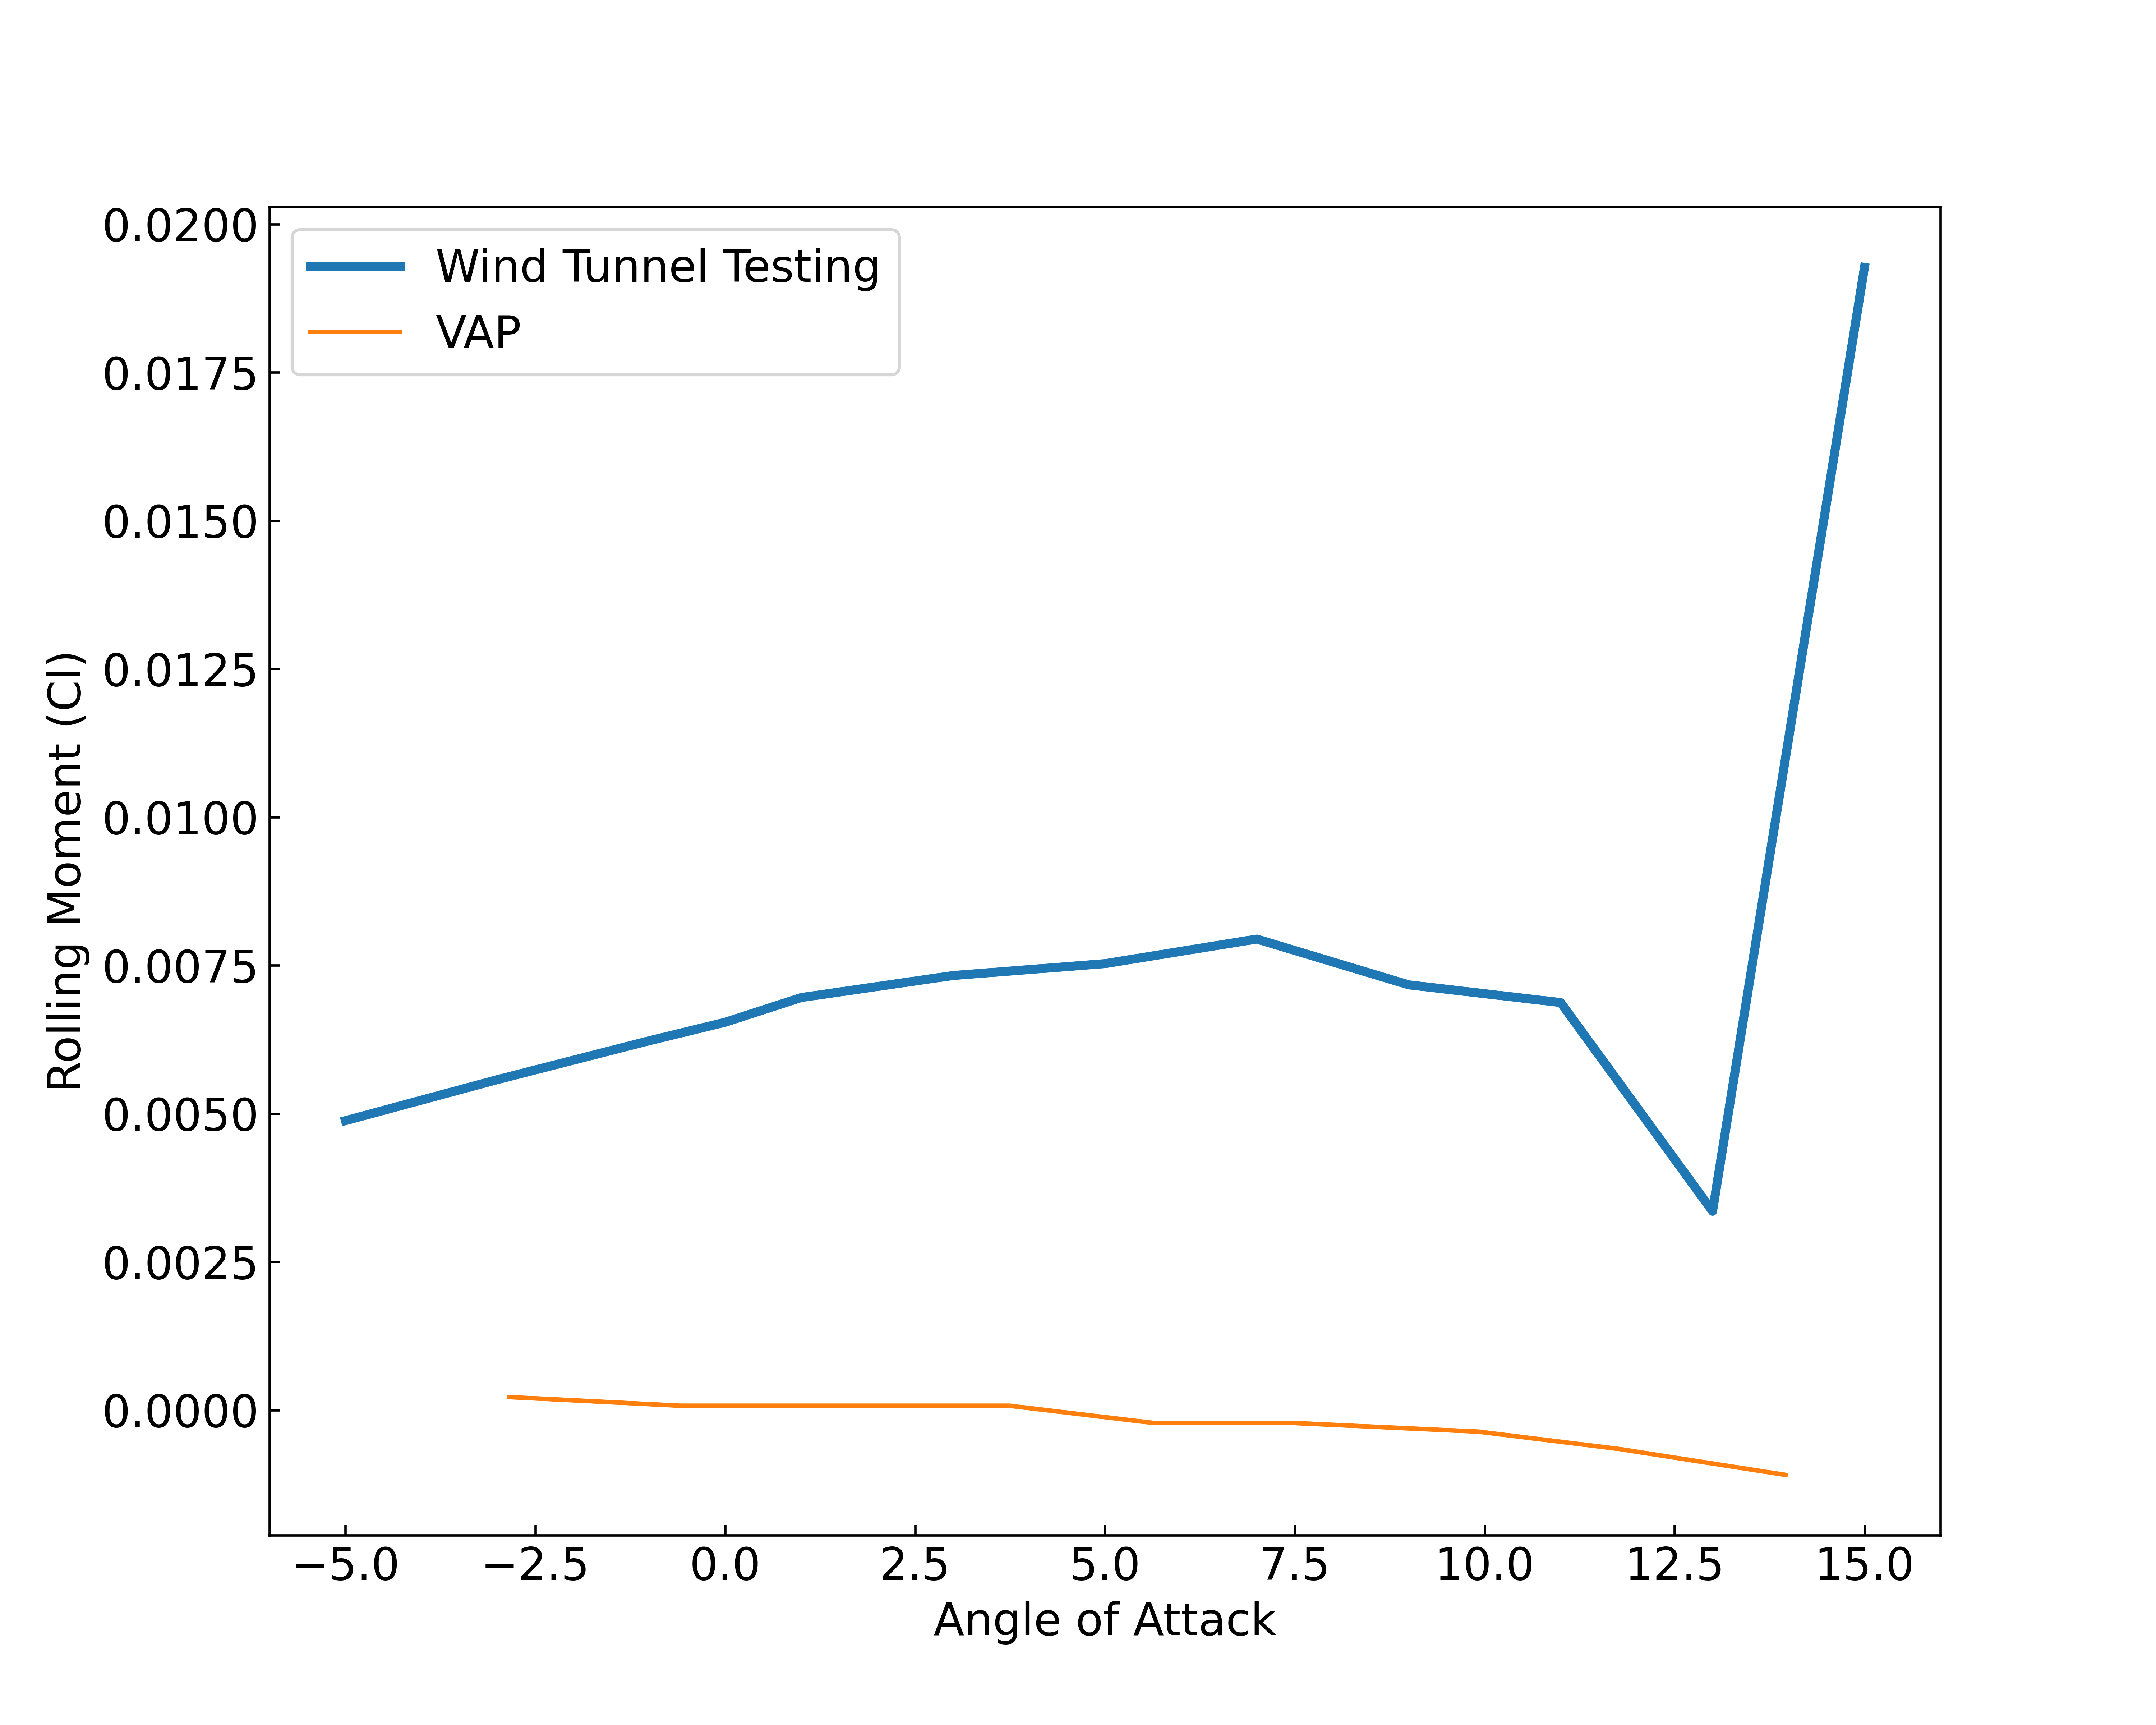 Wind Tunnel Testing
VAP
0.0200
0.0175
0.0150
0.0125
0.0100
0.0075
0.0050
0.0025
0.0000
Rolling Moment (Cl)
−5.0 −2.5 0.0 2.5 5.0 7.5 10.0 12.5 15.0
Angle of Attack